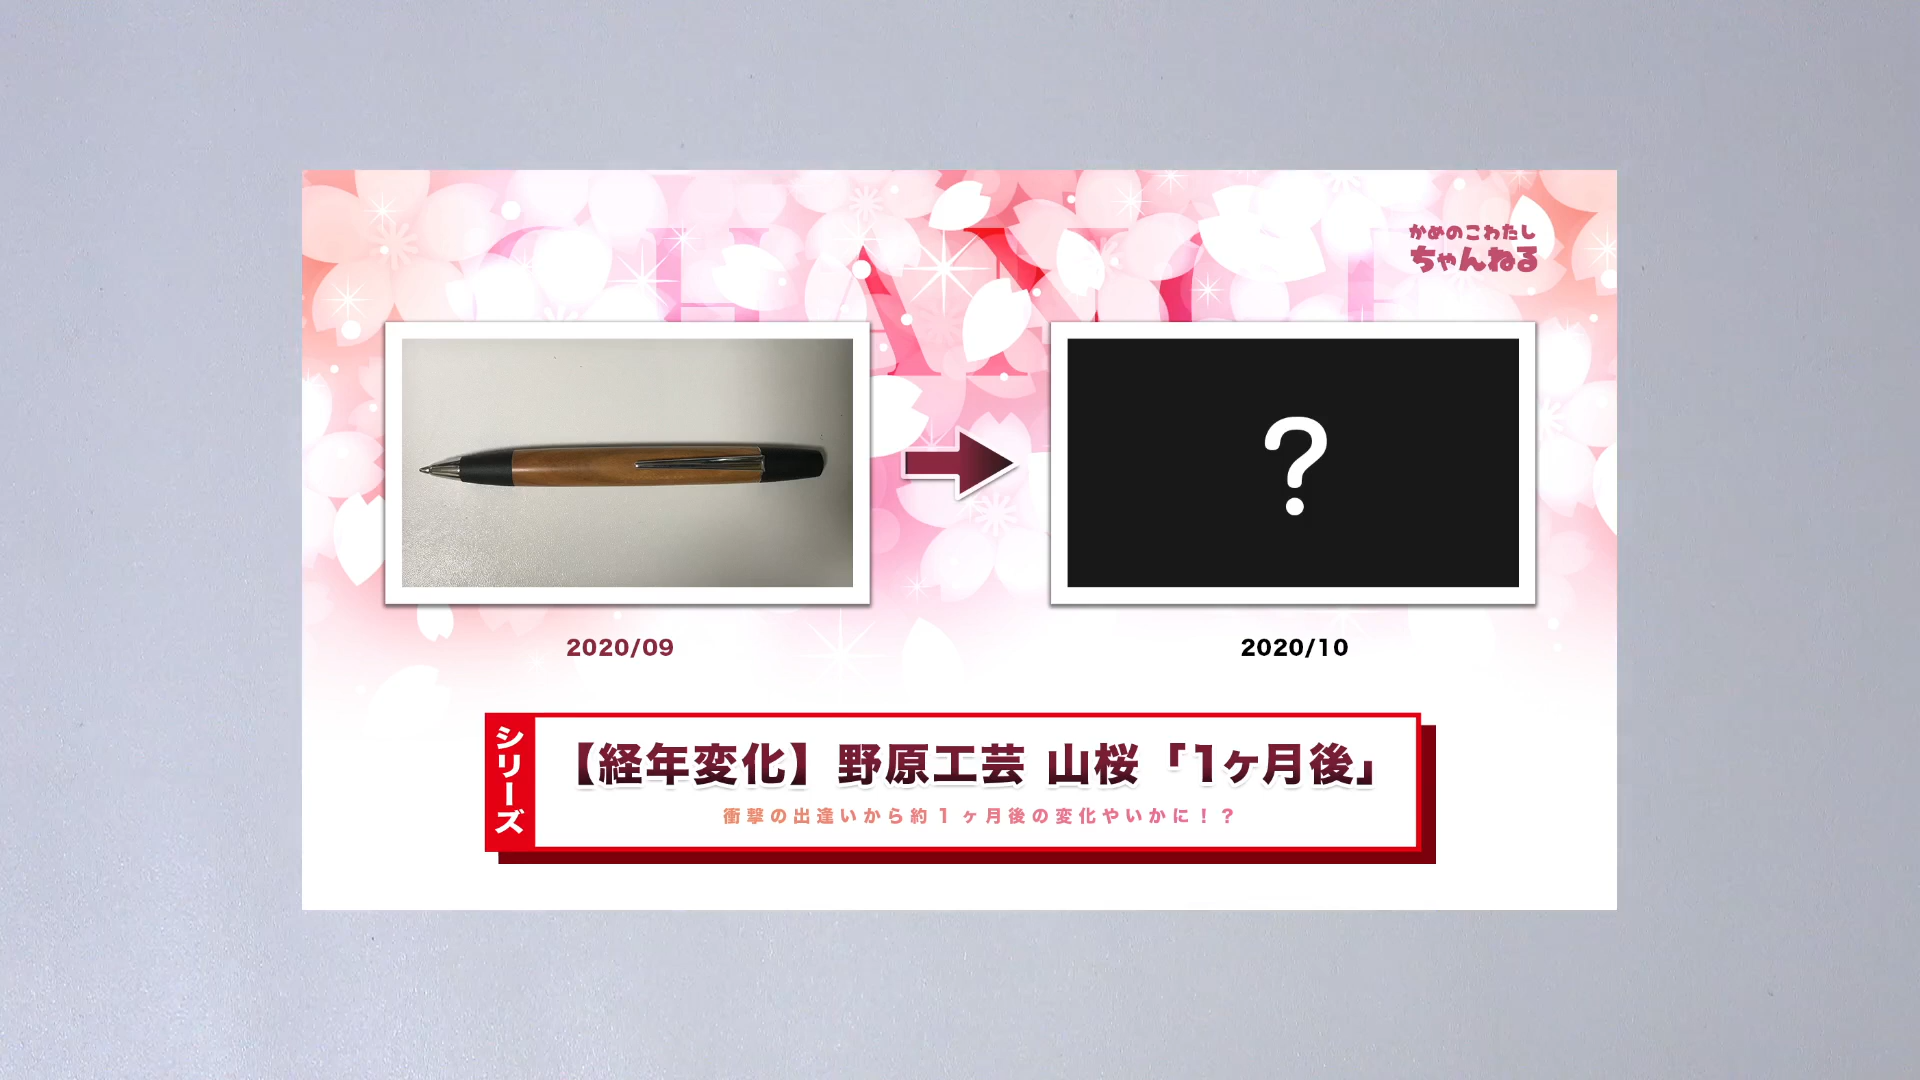 CHANGE
かめのこわたし
ちゃんねる
?
2020/09
2020/10
シリーズ
【経年変化】野原工芸 山桜「1ヶ月後」
衝撃の出逢いから約1ヶ月後の変化やいかに!?